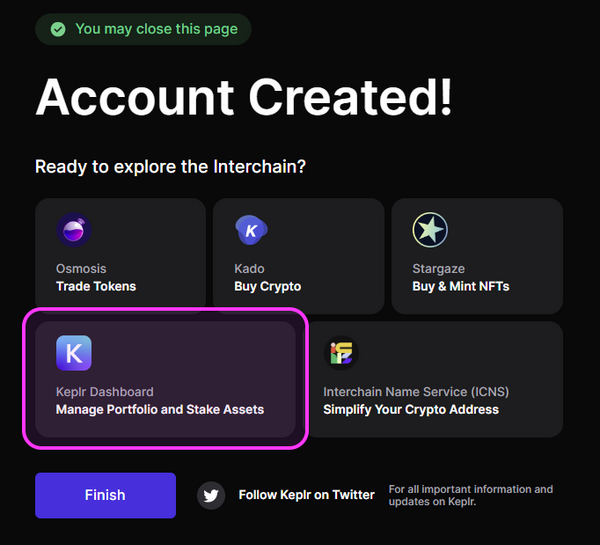 You may close this page
Account Created!
Ready to explore the Interchain?
Osmosis
Trade Tokens
K
Kado
Buy Crypto
Stargaze
Buy & Mint NFTs
K
Keplr Dashboard
Manage Portfolio and Stake Assets
Interchain Name Service (ICNS)
Simplify Your Crypto Address
Finish
Follow Keplr on Twitter
For all important information and
updates on Keplr.